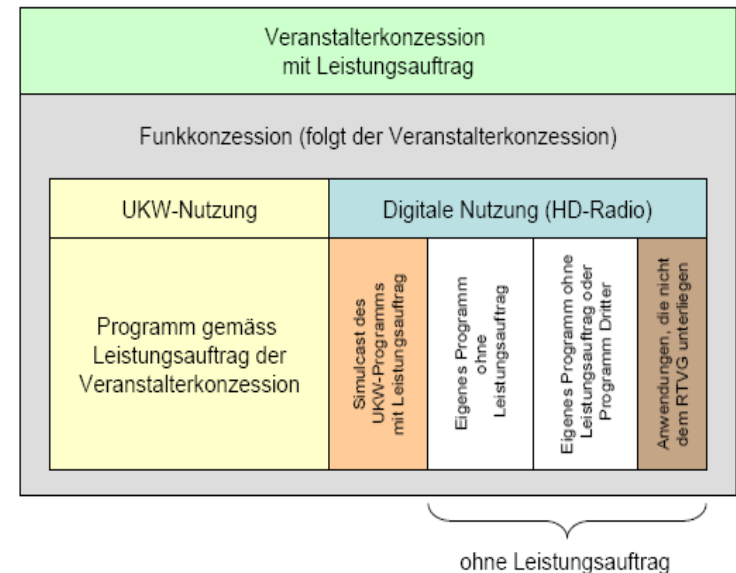 Veranstalterkonzession
mit Leistungsauftrag
Funkkonzession (folgt der Veranstalterkonzession)
UKW-Nutzung
Digitale Nutzung (HD-Radio)
Programm gemäss
Leistungsauftrag der
Veranstalterkonzession
Simulcast des
UKW-Programms
mit Leistungsauftrag
Eigenes Programm
ohne
Leistungsauftrag
Eigenes Programm ohne
Leistungsauftrag oder
Programm Dritter
Anwendungen, die nicht
dem RTVG unterliegen
ohne Leistungsauftrag